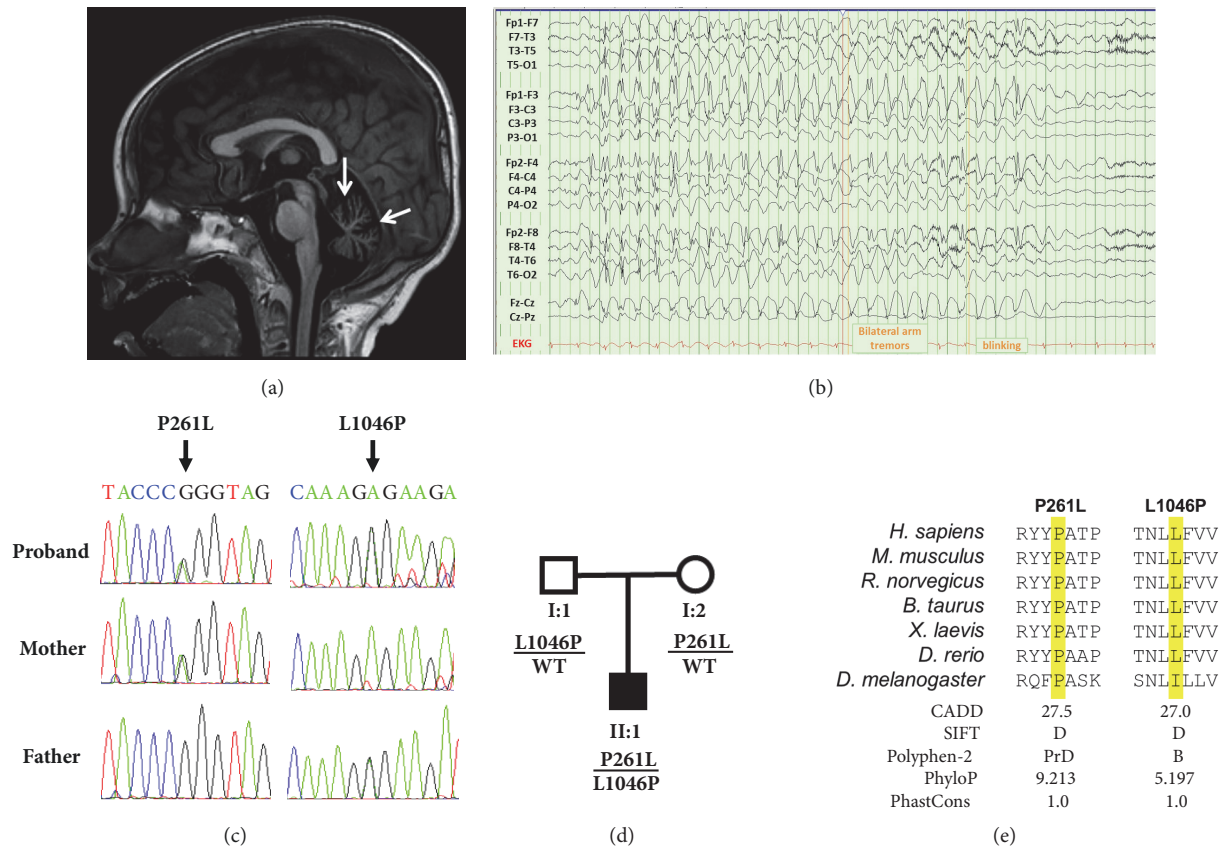 Fp1-F7
F7-T3
T3-T5
T5-O1
Fp1-F3
F3-C3
C3-P3
P3-O1
Fp2-F4
F4-C4
C4-P4
P4-O2
Fp2-F8
F8-T4
T4-T6
T6-O2
Fz-Cz
Cz-Pz
EKG
Bilateral arm
tremors
blinking
(a)
(b)
P261L L1046P
TACCCGGGTAG CAAAGAGAAGA
Proband
Mother
Father
(c)
I:1 I:2
L1046P
WT
P261L
WT
II:1
P261L
L1046P
(d)
P261L L1046P
H. sapiens RYYPATP TNLLFVV
M. musculus RYYPATP TNLLFVV
R. norvegicus RYYPATP TNLLFVV
B. taurus RYYPATP TNLLFVV
X. laevis RYYPATP TNLLFVV
D. rerio RYYPAAP TNLLFVV
D. melanogaster RQFPASK SNLILLV
CADD 27.5 27.0
SIFT D D
Polyphen-2 PrD B
PhyloP 9.213 5.197
PhastCons 1.0 1.0
(e)